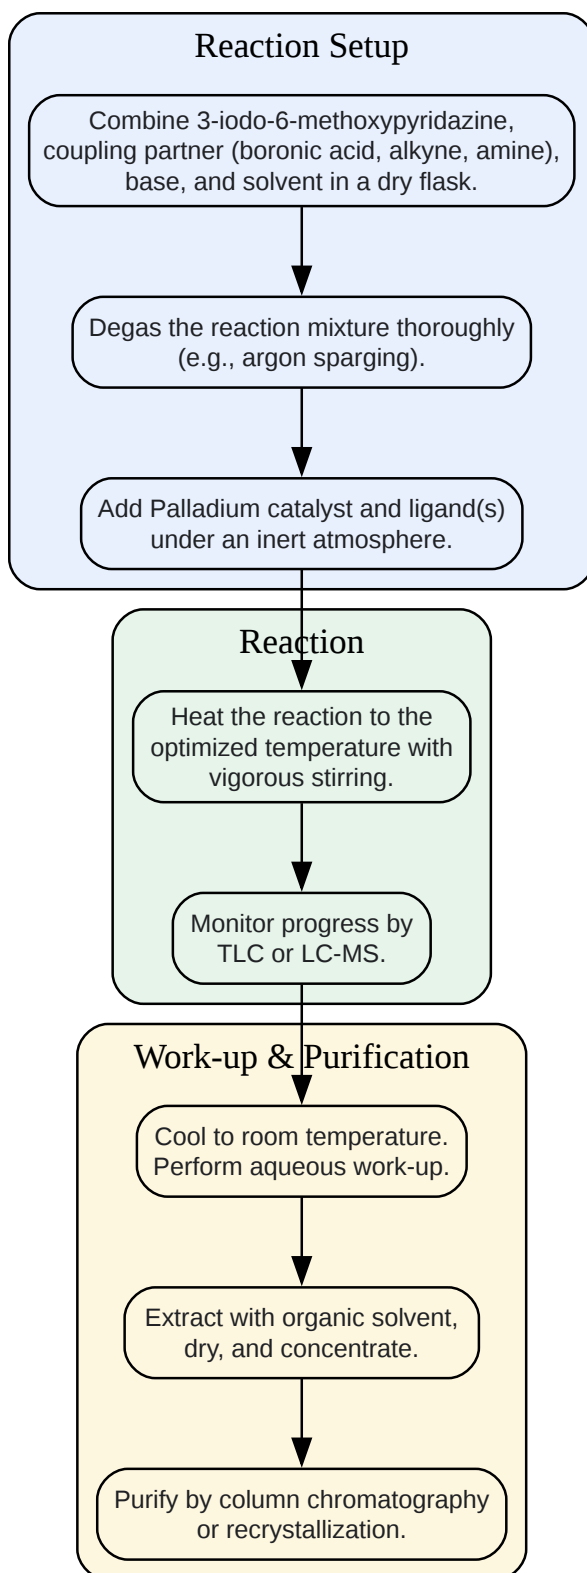 Reaction Setup
Combine 3-iodo-6-methoxypyridazine,
coupling partner (boronic acid, alkyne, amine),
base, and solvent in a dry flask.
Degas the reaction mixture thoroughly
(e.g., argon sparging).
Add Palladium catalyst and ligand(s)
under an inert atmosphere.
Reaction
Heat the reaction to the
optimized temperature with
vigorous stirring.
Monitor progress by
TLC or LC-MS.
Work-up & Purification
Cool to room temperature.
Perform aqueous work-up.
Extract with organic solvent,
dry, and concentrate.
Purify by column chromatography
or recrystallization.